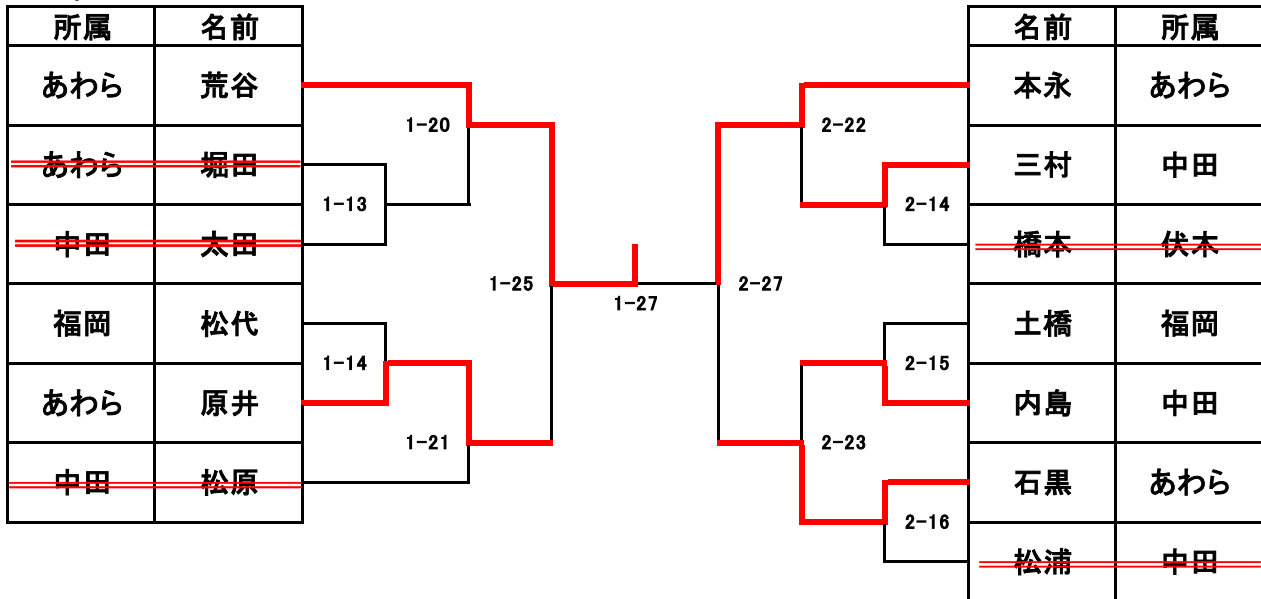 所属 名前 名前 所属
あわら 荒谷 本永 あわら
1-20 2-22
あわら 堀田 三村 中田
1-13 2-14
中田 太田 橋本 伏木
1-25 2-27
1-27
福岡 松代 土橋 福岡
1-14 2-15
あわら 原井 内島 中田
1-21 2-23
中田 松原 石黒 あわら
2-16
松浦 中田